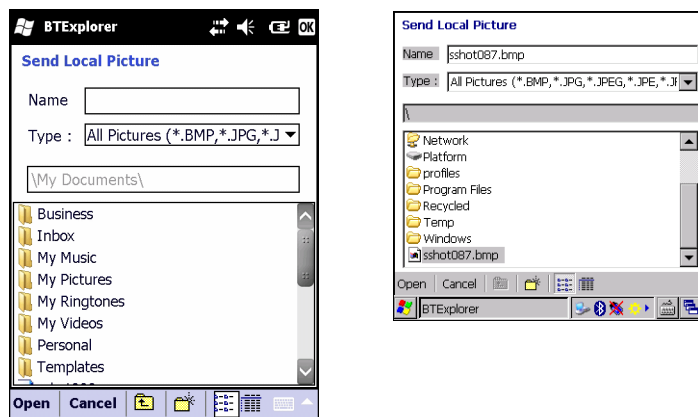 BTExplorer OK
Send Local Picture
Name
Type : All Pictures (*.BMP,*.JPG,*.J
\My Documents\
Business
Inbox
My Music
My Pictures
My Ringtones
My Videos
Personal
Templates
Open Cancel
Send Local Picture
Name sshot087.bmp
Type : All Pictures (*.BMP,*.JPG,*.JPEG,*.JPE,*.JF
\
Network
Platform
profiles
Program Files
Recycled
Temp
Windows
sshot087.bmp
Open Cancel
BTExplorer